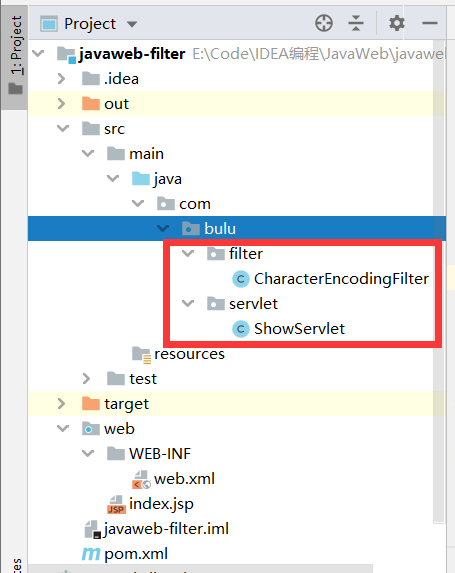 1: Project
Project
javaweb-filter E:\Code\IDEA编程\JavaWeb\javawe
.idea
out
src
main
java
com
bulu
filter
CharacterEncodingFilter
servlet
ShowServlet
resources
test
target
web
WEB-INF
web.xml
JSP index.jsp
javaweb-filter.iml
m pom.xml